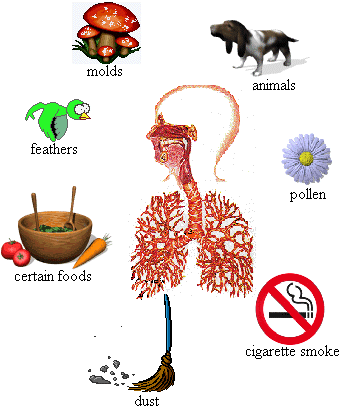 molds
animals
feathers
pollen
certain foods
cigarette smoke
dust